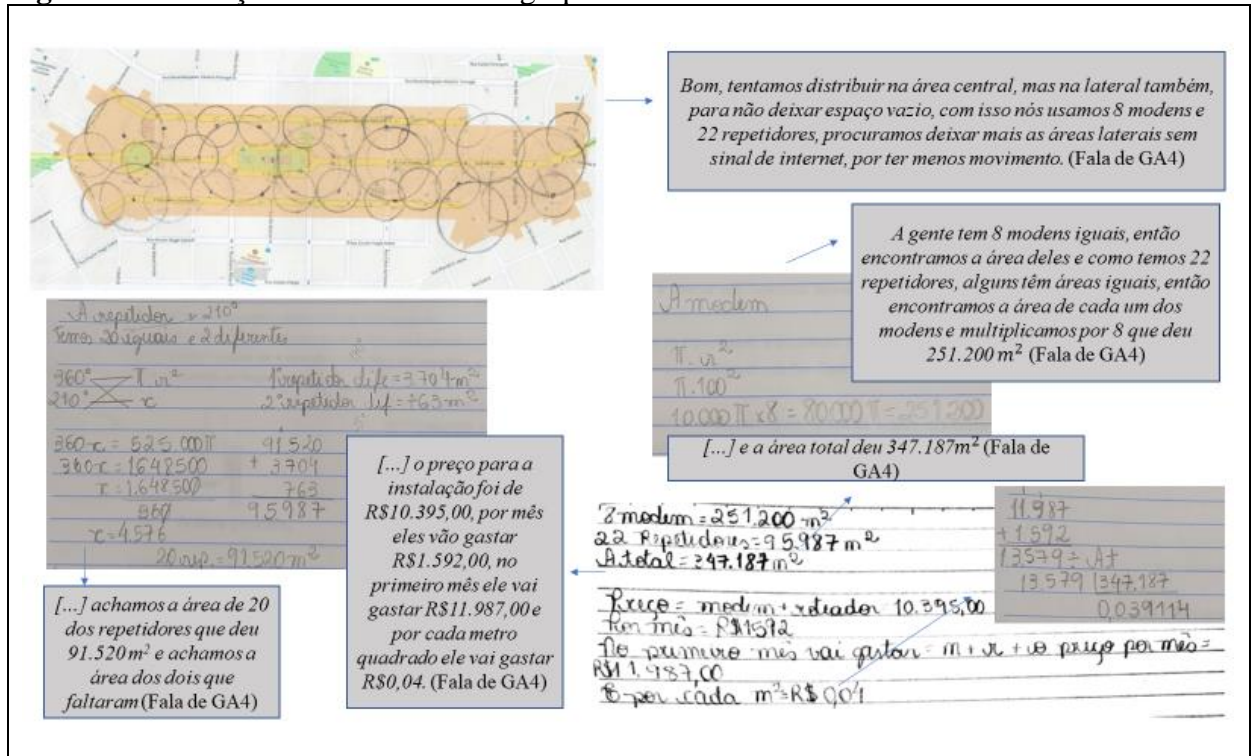 Bom, tentamos distribuir na área central, mas na lateral também,
para não deixar espaço vazio, com isso nós usamos 8 modens e
22 repetidores, procuramos deixar mais as áreas laterais sem
sinal de internet, por ter menos movimento. (Fala de GA4)
A gente tem 8 modens iguais, então
encontramos a área deles e como temos 22
repetidores, alguns têm áreas iguais, então
encontramos a área de cada um dos
modens e multiplicamos por 8 que deu
251.200 m² (Fala de GA4)
A modem
π.r²
π.100²
10.000π x 8 = 80000π = 251200
A repetidor = 210°
Temos 20 iguais e 2 diferentes
360° π.r²
210° x
1º repetidor dife = 3704 m²
2º repetidor dif = 763 m²
360x = 525.000π
360x = 1648500
x = 1.648.500
360
x = 4.576
20 rep. = 91520 m²
91.520
+ 3704
763
95987
[...] e a área total deu 347.187m² (Fala de
GA4)
[...] o preço para a
instalação foi de
R$10.395,00, por mês
eles vão gastar
R$1.592,00, no
primeiro mês ele vai
gastar R$11.987,00 e
por cada metro
quadrado ele vai gastar
R$0,04. (Fala de GA4)
[...] achamos a área de 20
dos repetidores que deu
91.520 m² e achamos a
área dos dois que
faltaram (Fala de GA4)
8 modem = 251.200 m²
22 Repetidores = 95.987 m²
A.total = 347.187 m²
Preço = modem + roteador 10.395,00
Por mês = R$1592
No primeiro mês vai gastar = m + r + o preço por mês =
R$11.987,00
E por cada m² = R$ 0,04
11.987
+ 1.592
13579 ÷ At
13.579 347.187
0,039114